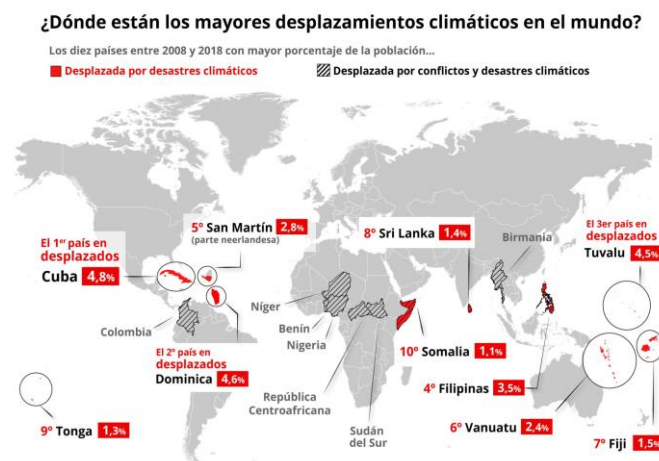 ¿Dónde están los mayores desplazamientos climáticos en el mundo?
Los diez países entre 2008 y 2018 con mayor porcentaje de la población...
Desplazada por desastres climáticos
Desplazada por conflictos y desastres climáticos
El 1er país en
desplazados
Cuba 4,8%
5º San Martín 2,8%
(parte neerlandesa)
8º Sri Lanka 1,4%
Birmania
El 3er país en
desplazados
Tuvalu 4,5%
Colombia
Níger
Benín
Nigeria
El 2º país en
desplazados
Dominica 4,6%
República
Centroafricana
Sudán
del Sur
10º Somalia 1,1%
4º Filipinas 3,5%
6º Vanuatu 2,4%
7º Fiji 1,5%
9º Tonga 1,3%